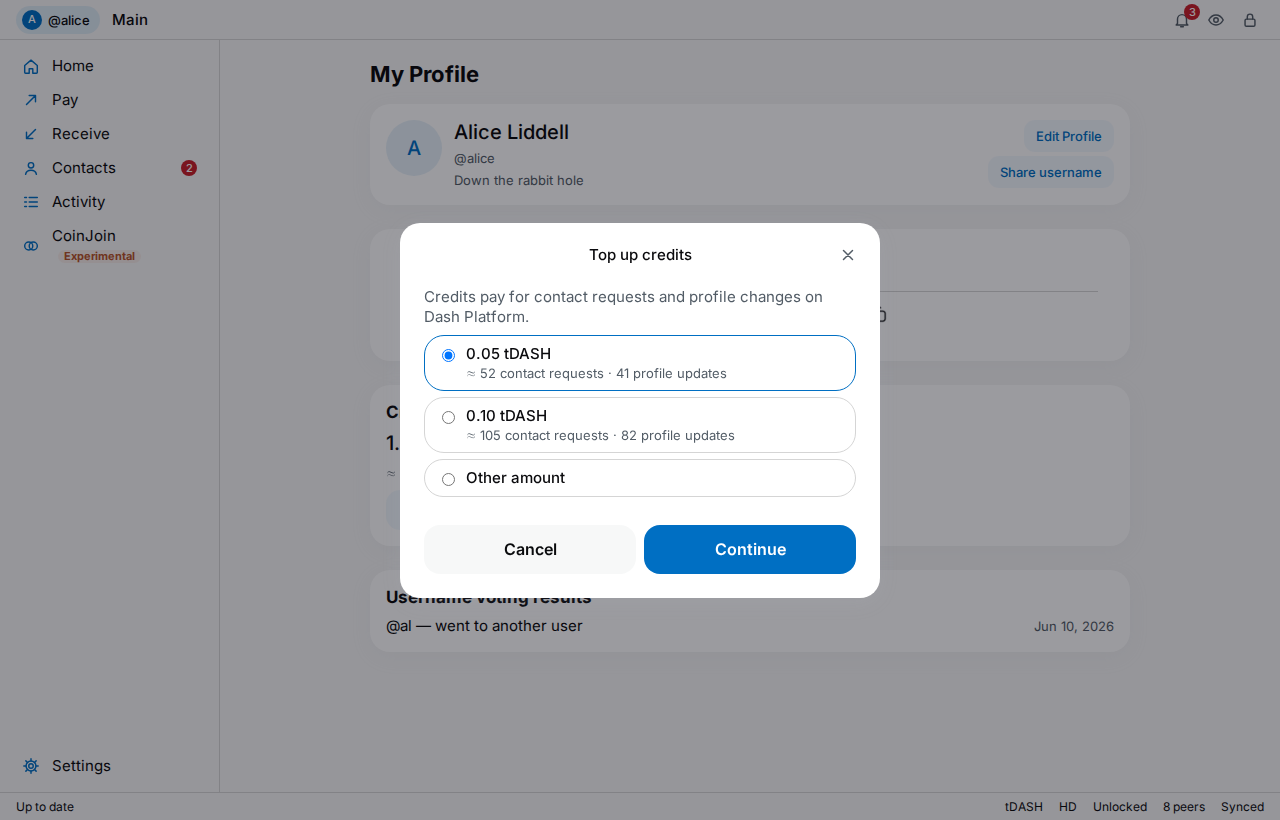 A @alice Main 3
Home
Pay
Receive
Contacts 2
Activity
CoinJoin
Experimental
Settings
My Profile
A
Alice Liddell
@alice
Down the rabbit hole
Edit Profile
Share username
Top up credits
Credits pay for contact requests and profile changes on
Dash Platform.
0.05 tDASH
≈ 52 contact requests · 41 profile updates
0.10 tDASH
≈ 105 contact requests · 82 profile updates
Other amount
Cancel Continue
C
1.
≈
Username voting results
@al — went to another user Jun 10, 2026
Up to date tDASH HD Unlocked 8 peers Synced